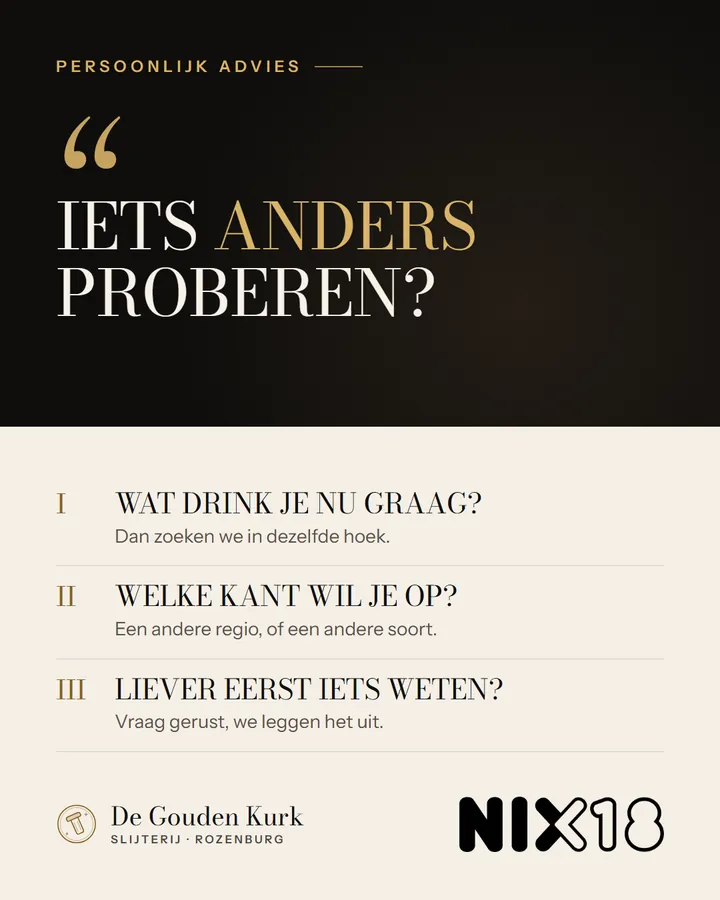 PERSOONLIJK ADVIES
“
IETS ANDERS
PROBEREN?
I WAT DRINK JE NU GRAAG?
Dan zoeken we in dezelfde hoek.
II WELKE KANT WIL JE OP?
Een andere regio, of een andere soort.
III LIEVER EERST IETS WETEN?
Vraag gerust, we leggen het uit.
De Gouden Kurk
SLIJTERIJ · ROZENBURG
NIX18